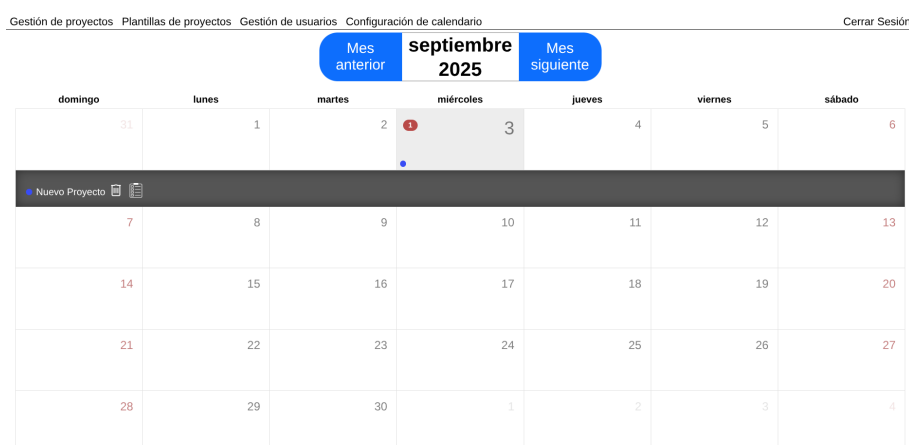 Gestión de proyectos Plantillas de proyectos Gestión de usuarios Configuración de calendario Cerrar Sesión
Mes anterior
septiembre 2025
Mes siguiente
domingo lunes martes miércoles jueves viernes sábado
31 1 2 1 3 4 5 6
Nuevo Proyecto
7 8 9 10 11 12 13
14 15 16 17 18 19 20
21 22 23 24 25 26 27
28 29 30 1 2 3 4